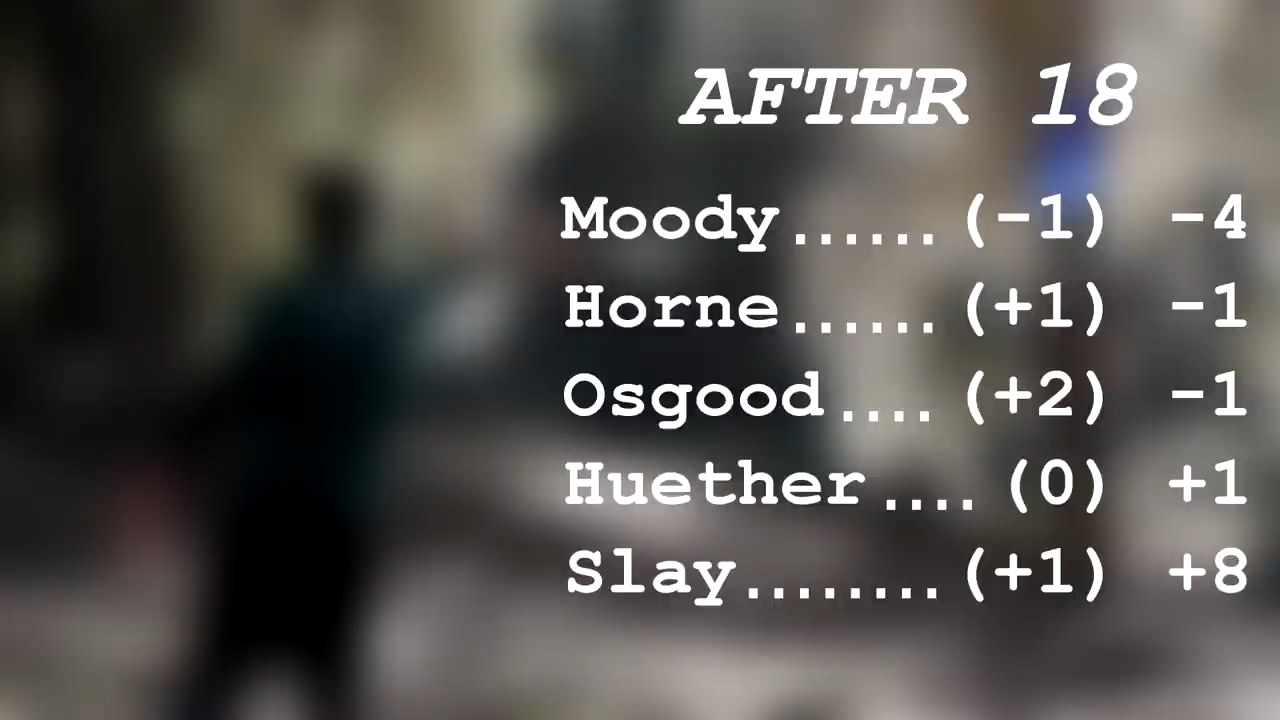 AFTER 18
Moody...... (-1) -4
Horne...... (+1) -1
Osgood.... (+2) -1
Huether.... (0) +1
Slay........ (+1) +8